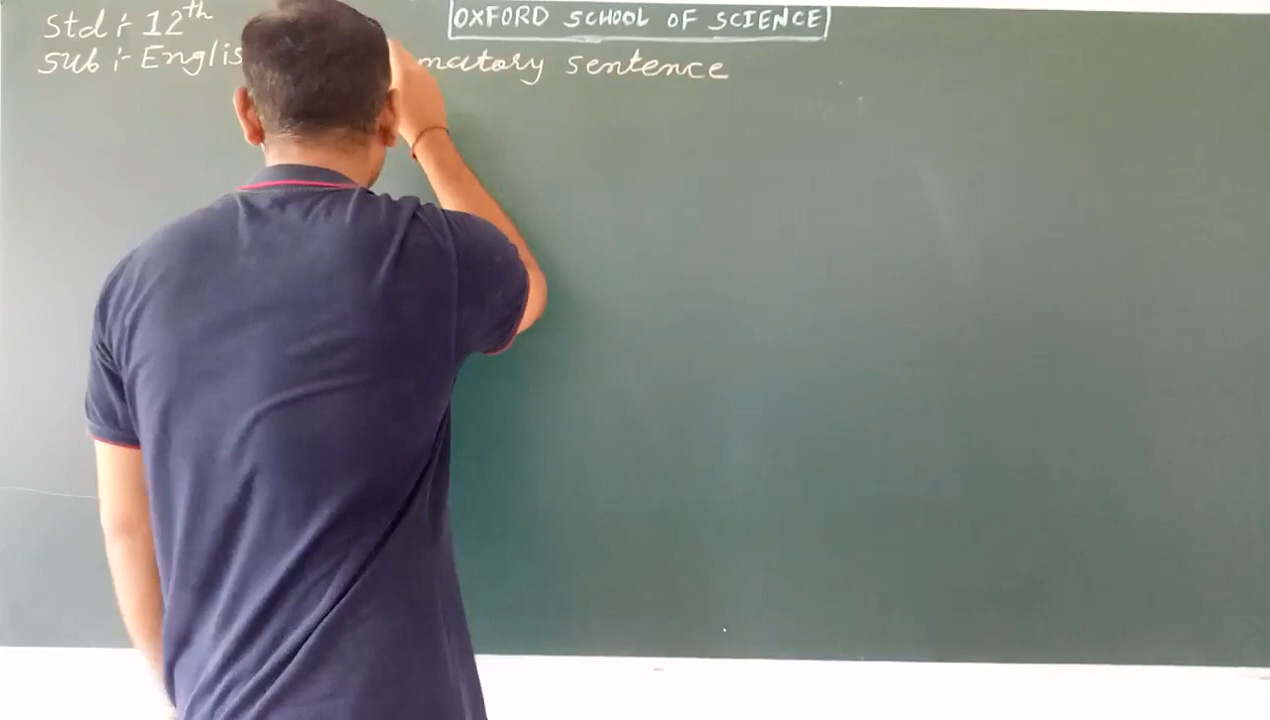 OXFORD SCHOOL OF SCIENCE
Std :- 12th
Sub :- Englis
matory sentence